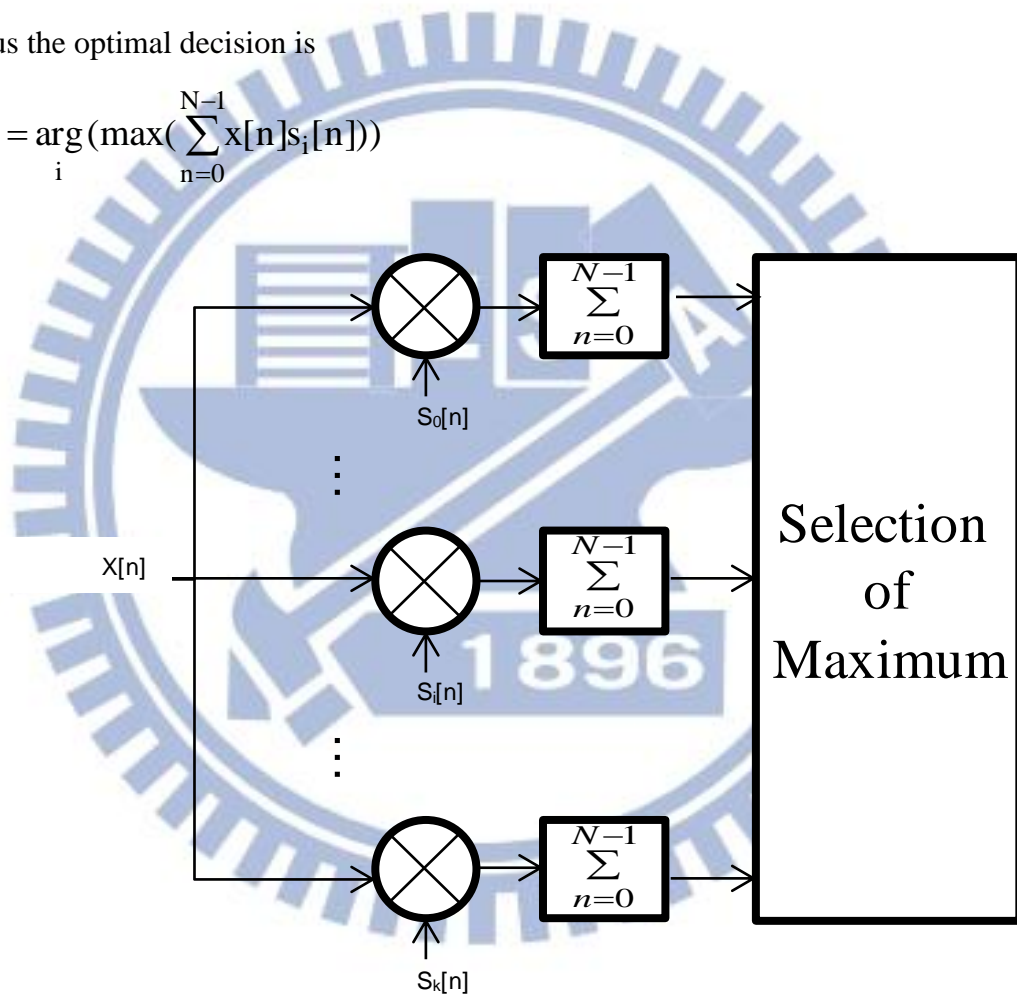 us the optimal decision is
= arg i (max( ∑ N−1 n=0 x[n]s_i[n]))
N−1
∑
n=0
S₀[n]
⋮
X[n]
N−1
∑
n=0
Sᵢ[n]
Selection
of
Maximum
1896
⋮
N−1
∑
n=0
Sₖ[n]